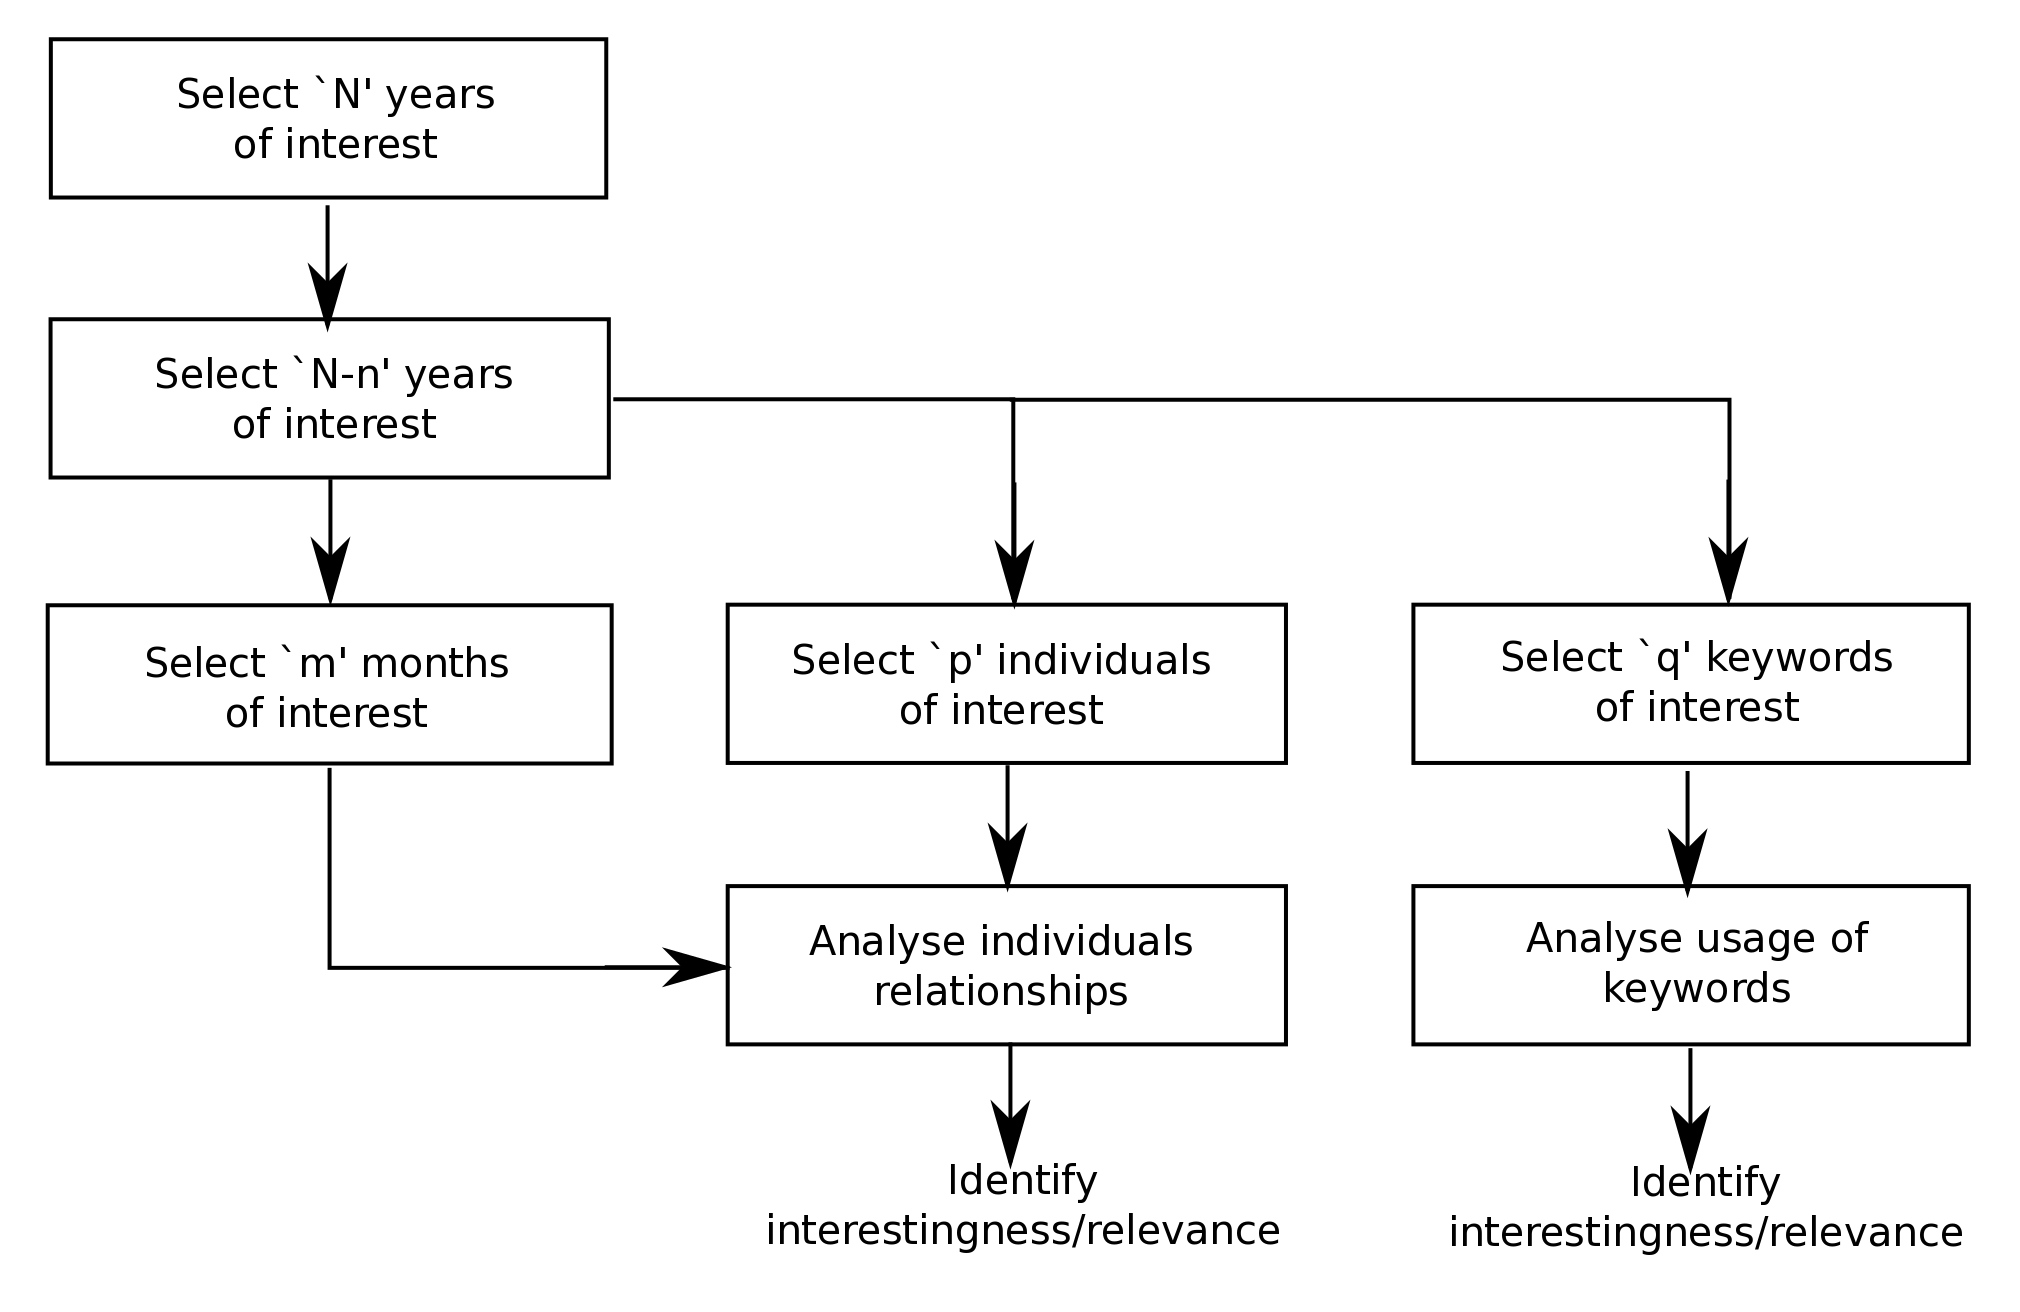 Select `N' years
of interest
Select `N-n' years
of interest
Select `m' months
of interest
Select `p' individuals
of interest
Select `q' keywords
of interest
Analyse individuals
relationships
Analyse usage of
keywords
Identify
interestingness/relevance
Identify
interestingness/relevance